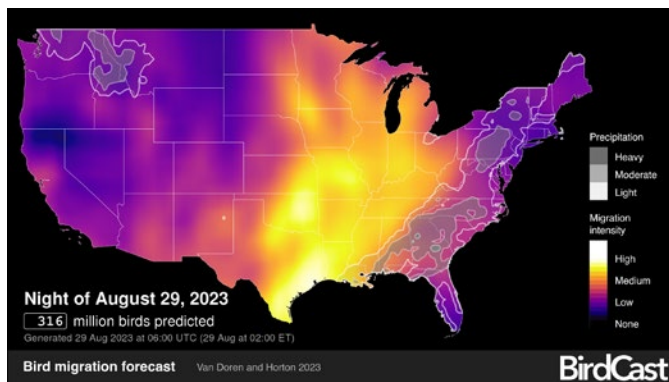 Precipitation
Heavy
Moderate
Light
Migration
intensity
High
Medium
Low
None
Night of August 29, 2023
316 million birds predicted
Generated 29 Aug 2023 at 06:00 UTC (29 Aug at 02:00 ET)
Bird migration forecast Van Doren and Horton 2023 BirdCast